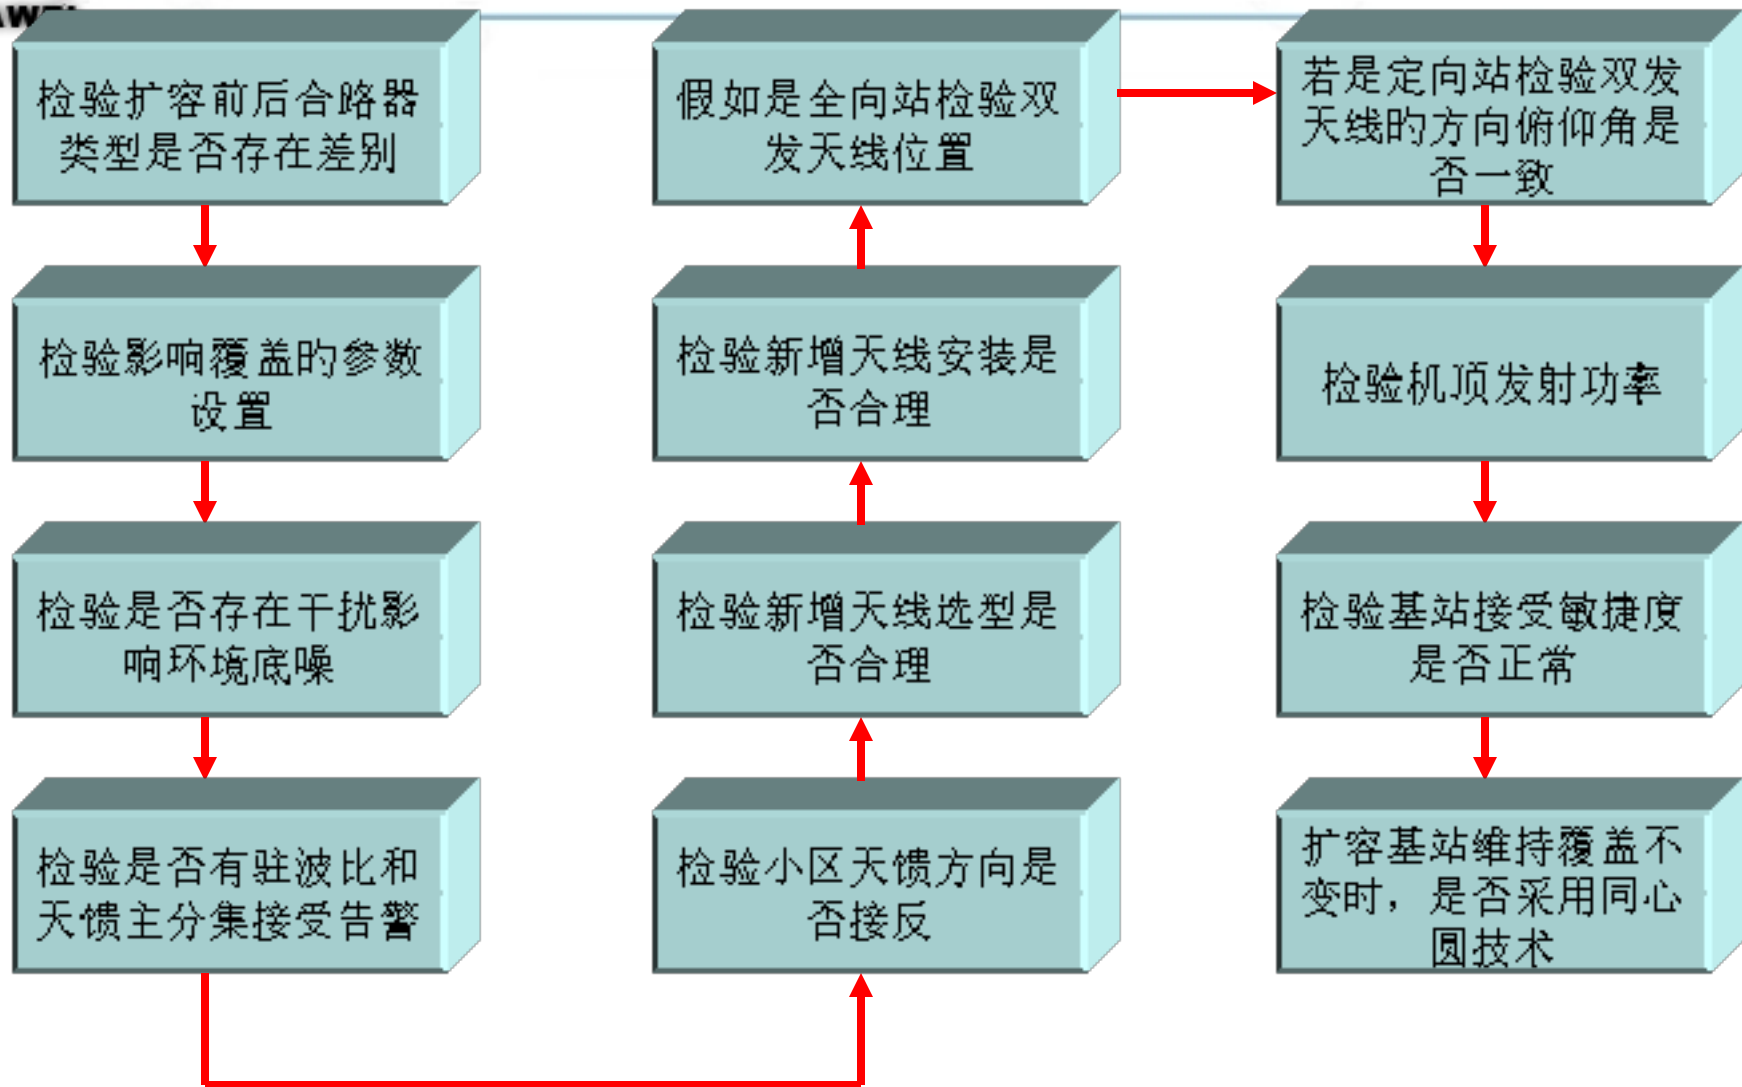 检验扩容前后合路器
类型是否存在差别
检验影响覆盖旳参数
设置
检验是否存在干扰影
响环境底噪
检验是否有驻波比和
天馈主分集接受告警
检验小区天馈方向是
否接反
检验新增天线选型是
否合理
检验新增天线安装是
否合理
假如是全向站检验双
发天线位置
若是定向站检验双发
天线旳方向俯仰角是
否一致
检验机顶发射功率
检验基站接受敏捷度
是否正常
扩容基站维持覆盖不
变时，是否采用同心
圆技术